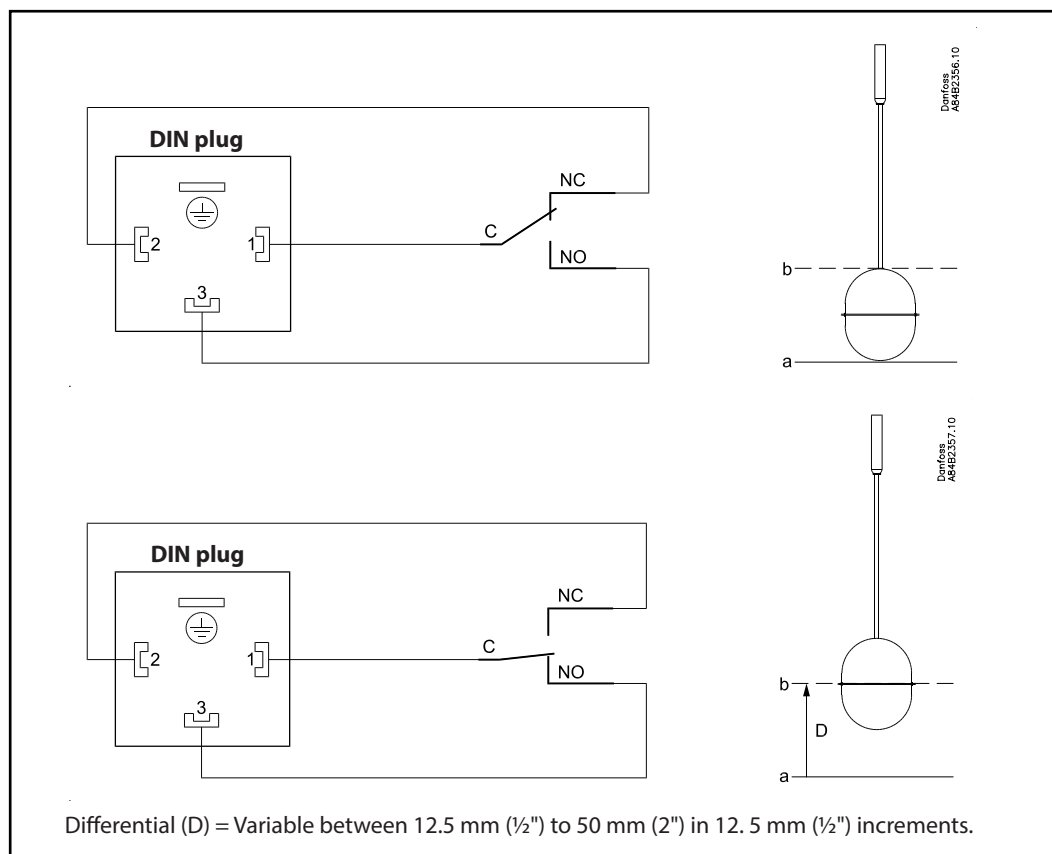 Danfoss
A84B2356.10
DIN plug
NC
2
1
C
3
NO
b
a
Danfoss
A84B2357.10
DIN plug
NC
2
1
C
NO
3
b
D
a
Differential (D) = Variable between 12.5 mm (½") to 50 mm (2") in 12. 5 mm (½") increments.